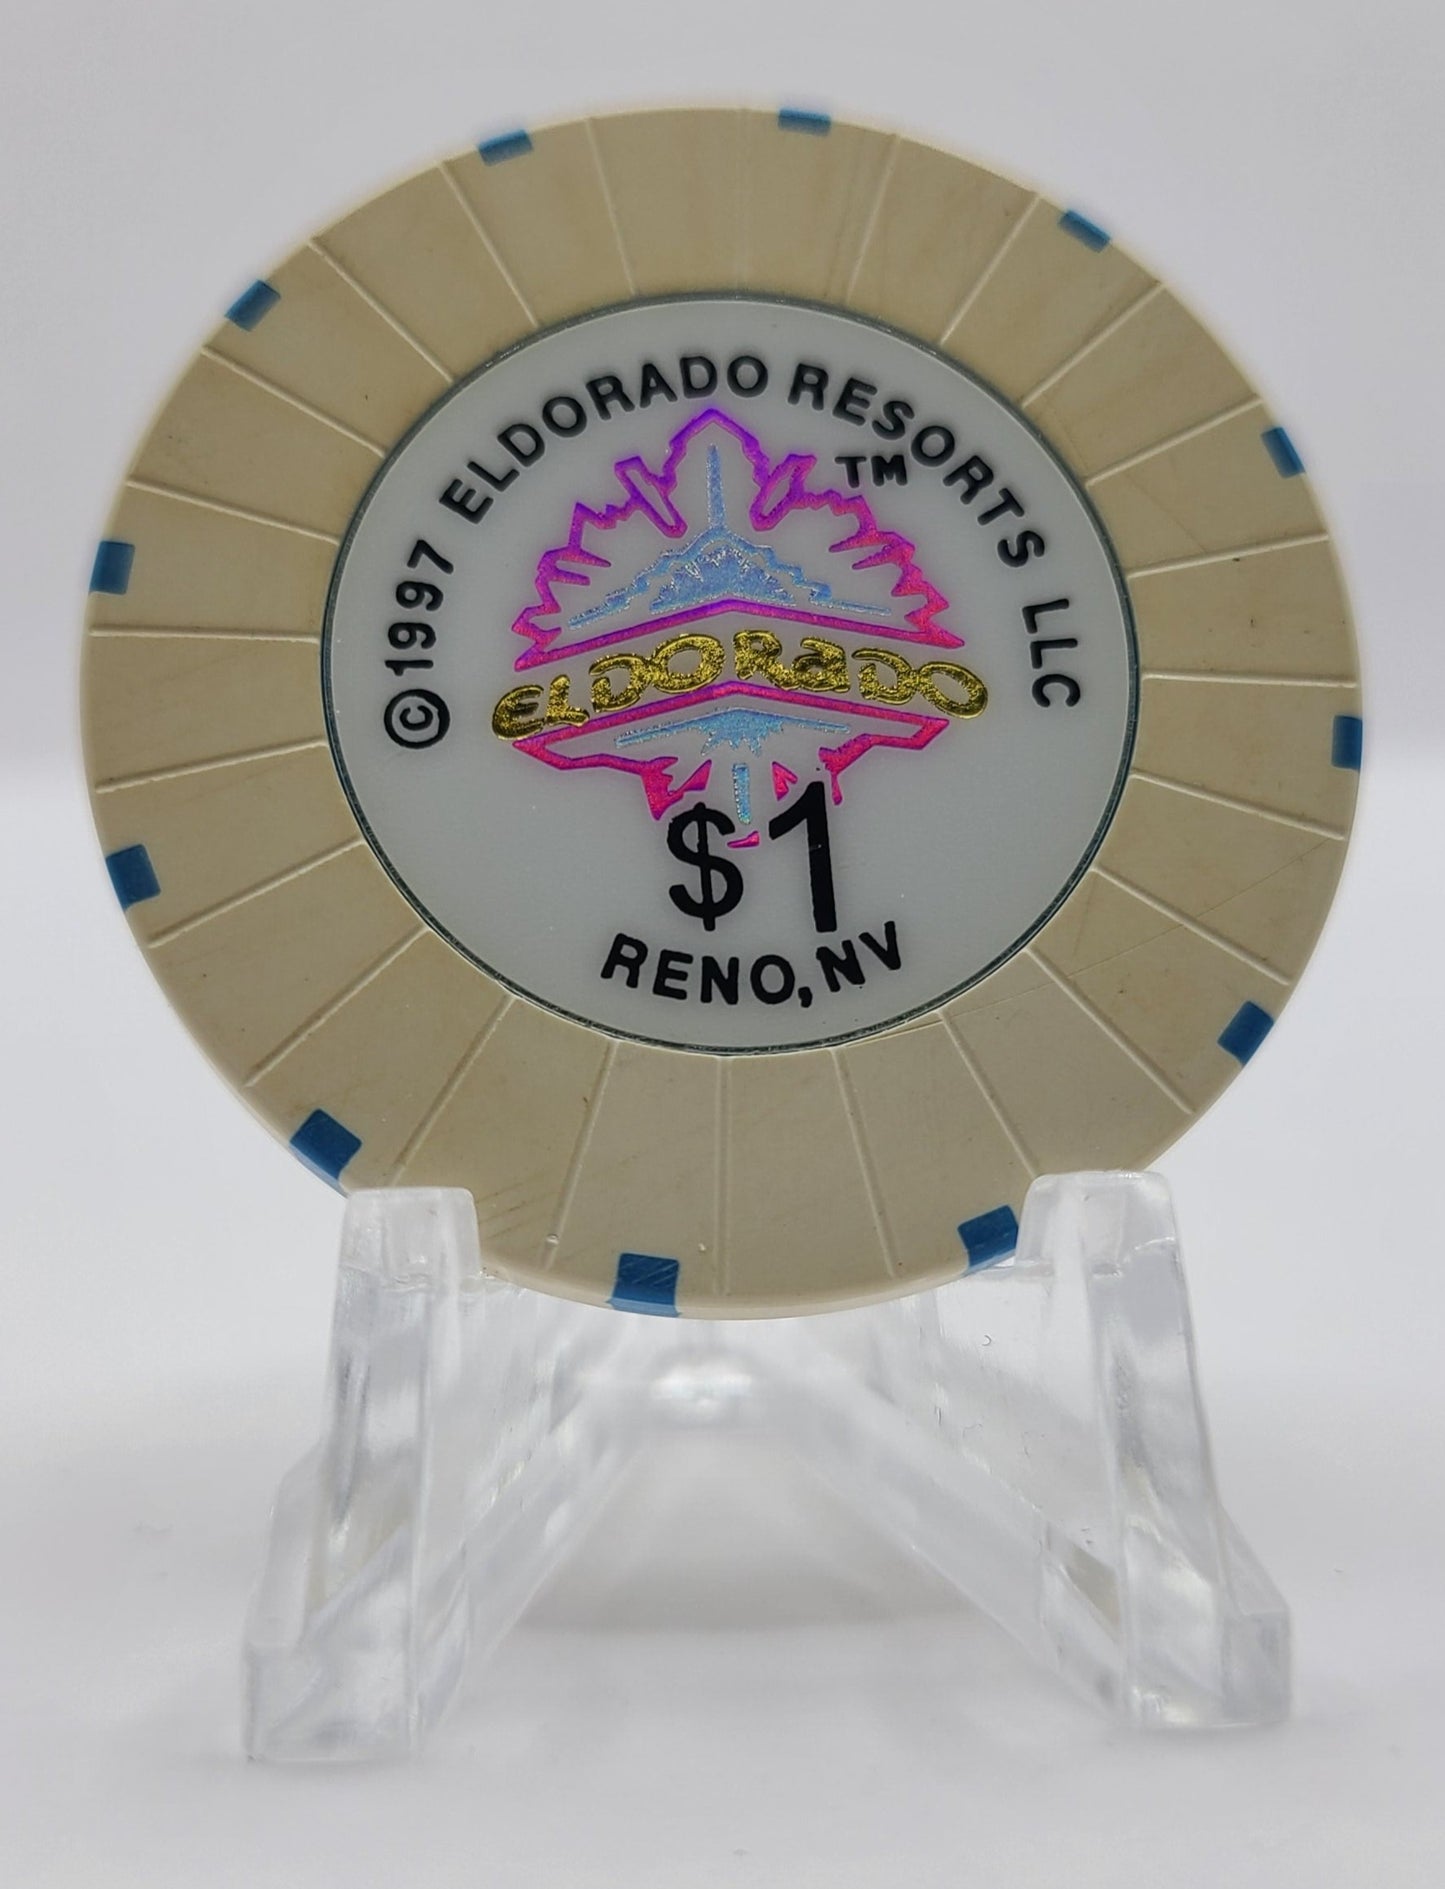 ©1997 ELDORADO RESORTS LLC
TM
ELDORADO
$1
RENO, NV